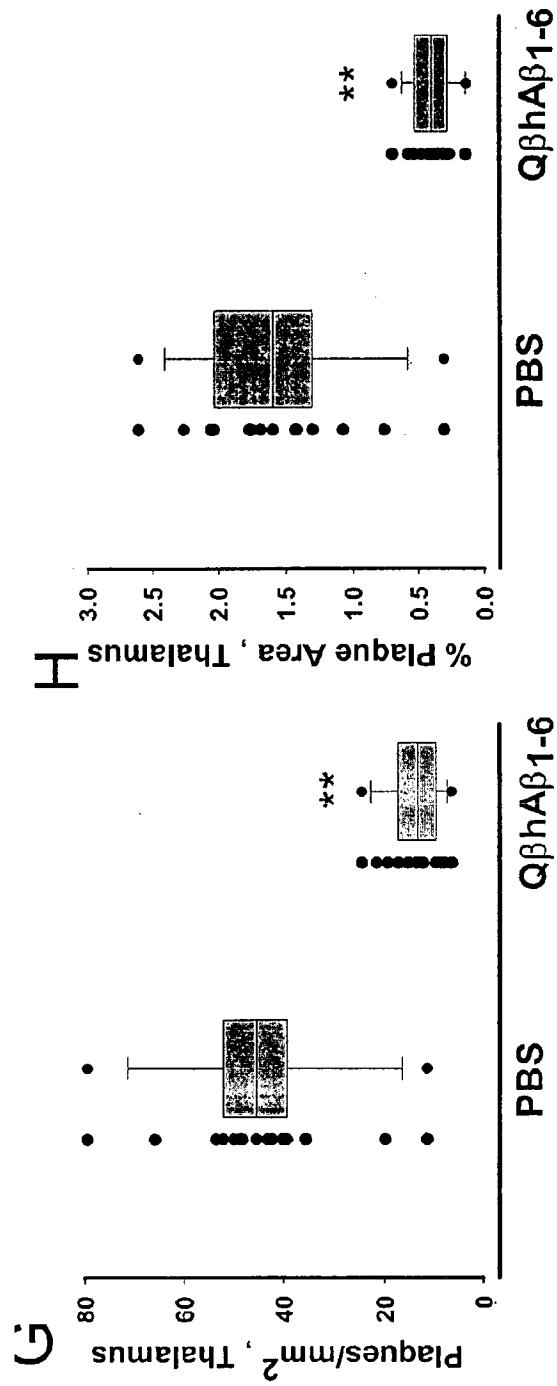 G.
Plaques/mm², Thalamus
80
60
40
20
0
**
PBS
QβhAβ1-6
H
% Plaque Area , Thalamus
3.0
2.5
2.0
1.5
1.0
0.5
0.0
**
PBS
QβhAβ1-6